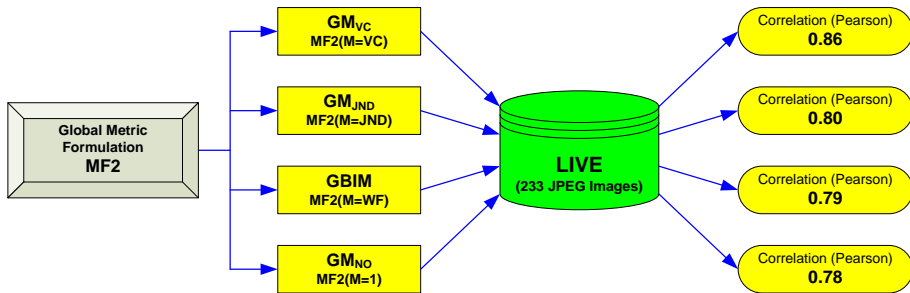 Global Metric
Formulation
MF2
GMVC
MF2(M=VC)
GMJND
MF2(M=JND)
GBIM
MF2(M=WF)
GMNO
MF2(M=1)
LIVE
(233 JPEG Images)
Correlation (Pearson)
0.86
Correlation (Pearson)
0.80
Correlation (Pearson)
0.79
Correlation (Pearson)
0.78